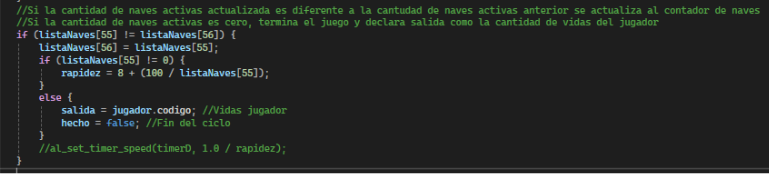 //Si la cantidad de naves activas actualizada es diferente a la cantudad de naves activas anterior se actualiza al contador de naves
//Si la cantidad de naves activas es cero, termina el juego y declara salida como la cantidad de vidas del jugador
if (listaNaves[55] != listaNaves[56]) {
listaNaves[56] = listaNaves[55];
if (listaNaves[55] != 0) {
rapidez = 8 + (100 / listaNaves[55]);
}
else {
salida = jugador.codigo; //Vidas jugador
hecho = false; //Fin del ciclo
}
//al_set_timer_speed(timerD, 1.0 / rapidez);
}